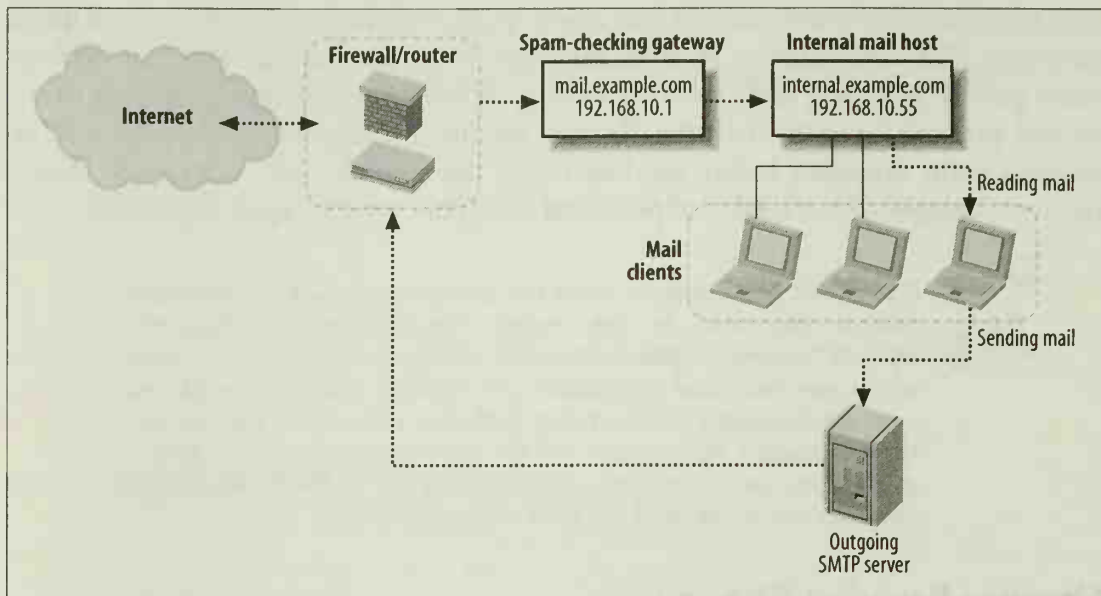 Internet
Firewall/router
Spam-checking gateway
mail.example.com
192.168.10.1
Internal mail host
internal.example.com
192.168.10.55
Reading mail
Mail
clients
Sending mail
Outgoing
SMTP server